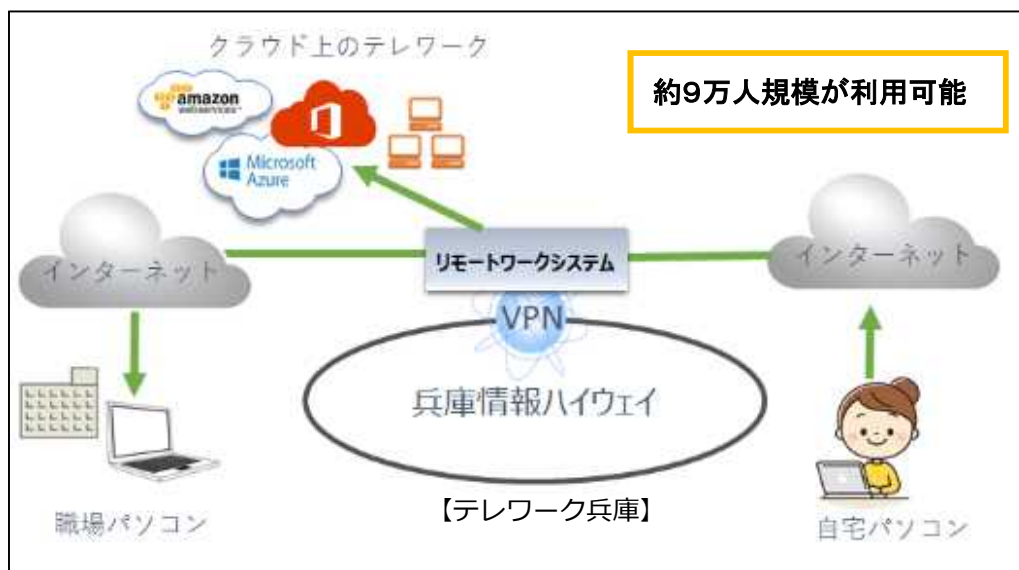 クラウド上のテレワーク
約9万人規模が利用可能
amazon
webservices
Microsoft
Azure
インターネット
リモートワークシステム
インターネット
VPN
兵庫情報ハイウェイ
職場パソコン
【テレワーク兵庫】
自宅パソコン